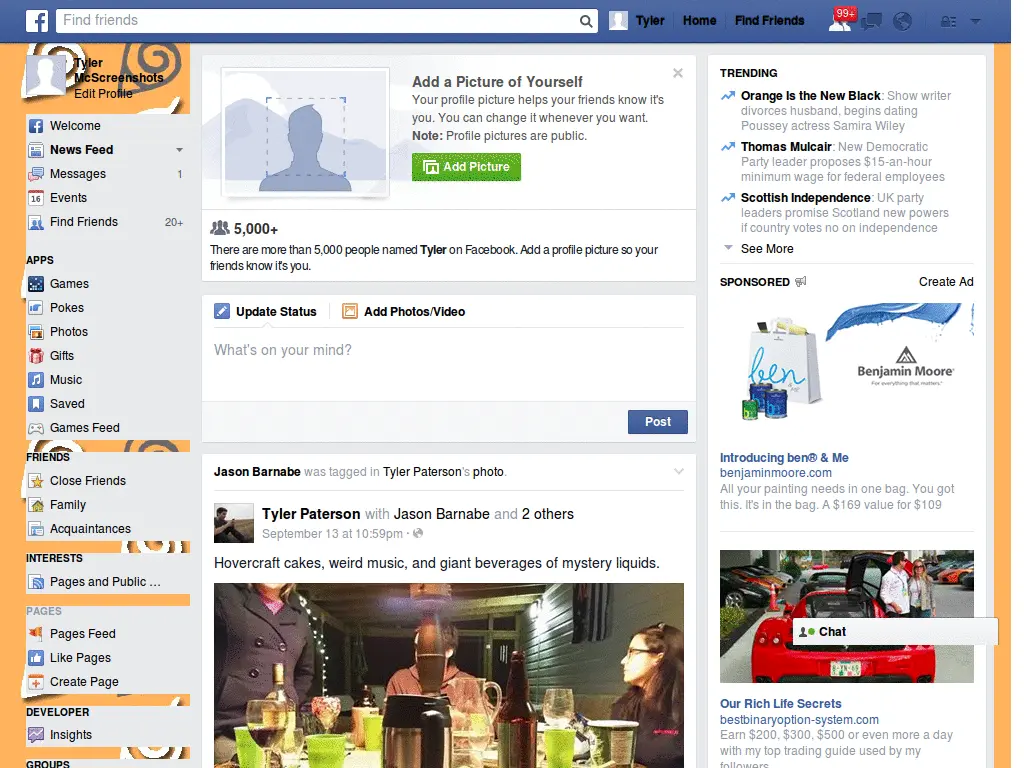 Find friends
Tyler
Home
Find Friends
99+
Tyler
McScreenshots
Edit Profile
Welcome
News Feed
Messages 1
Events
Find Friends 20+
APPS
Games
Pokes
Photos
Gifts
Music
Saved
Games Feed
FRIENDS
Close Friends
Family
Acquaintances
INTERESTS
Pages and Public ...
PAGES
Pages Feed
Like Pages
Create Page
DEVELOPER
Insights
GROUPS
Add a Picture of Yourself
Your profile picture helps your friends know it's
you. You can change it whenever you want.
Note: Profile pictures are public.
Add Picture
5,000+
There are more than 5,000 people named Tyler on Facebook. Add a profile picture so your
friends know it's you.
Update Status
Add Photos/Video
What's on your mind?
Post
Jason Barnabe was tagged in Tyler Paterson's photo.
Tyler Paterson with Jason Barnabe and 2 others
September 13 at 10:59pm ·
Hovercraft cakes, weird music, and giant beverages of mystery liquids.
TRENDING
Orange Is the New Black: Show writer
divorces husband, begins dating
Poussey actress Samira Wiley
Thomas Mulcair: New Democratic
Party leader proposes $15-an-hour
minimum wage for federal employees
Scottish Independence: UK party
leaders promise Scotland new powers
if country votes no on independence
See More
SPONSORED
Create Ad
ben
Benjamin Moore®
For everything that matters.
Introducing ben® & Me
benjaminmoore.com
All your painting needs in one bag. You got
this. It's in the bag. A $169 value for $109
Chat
Our Rich Life Secrets
bestbinaryoption-system.com
Earn $200, $300, $500 or even more a day
with my top trading guide used by my
followers